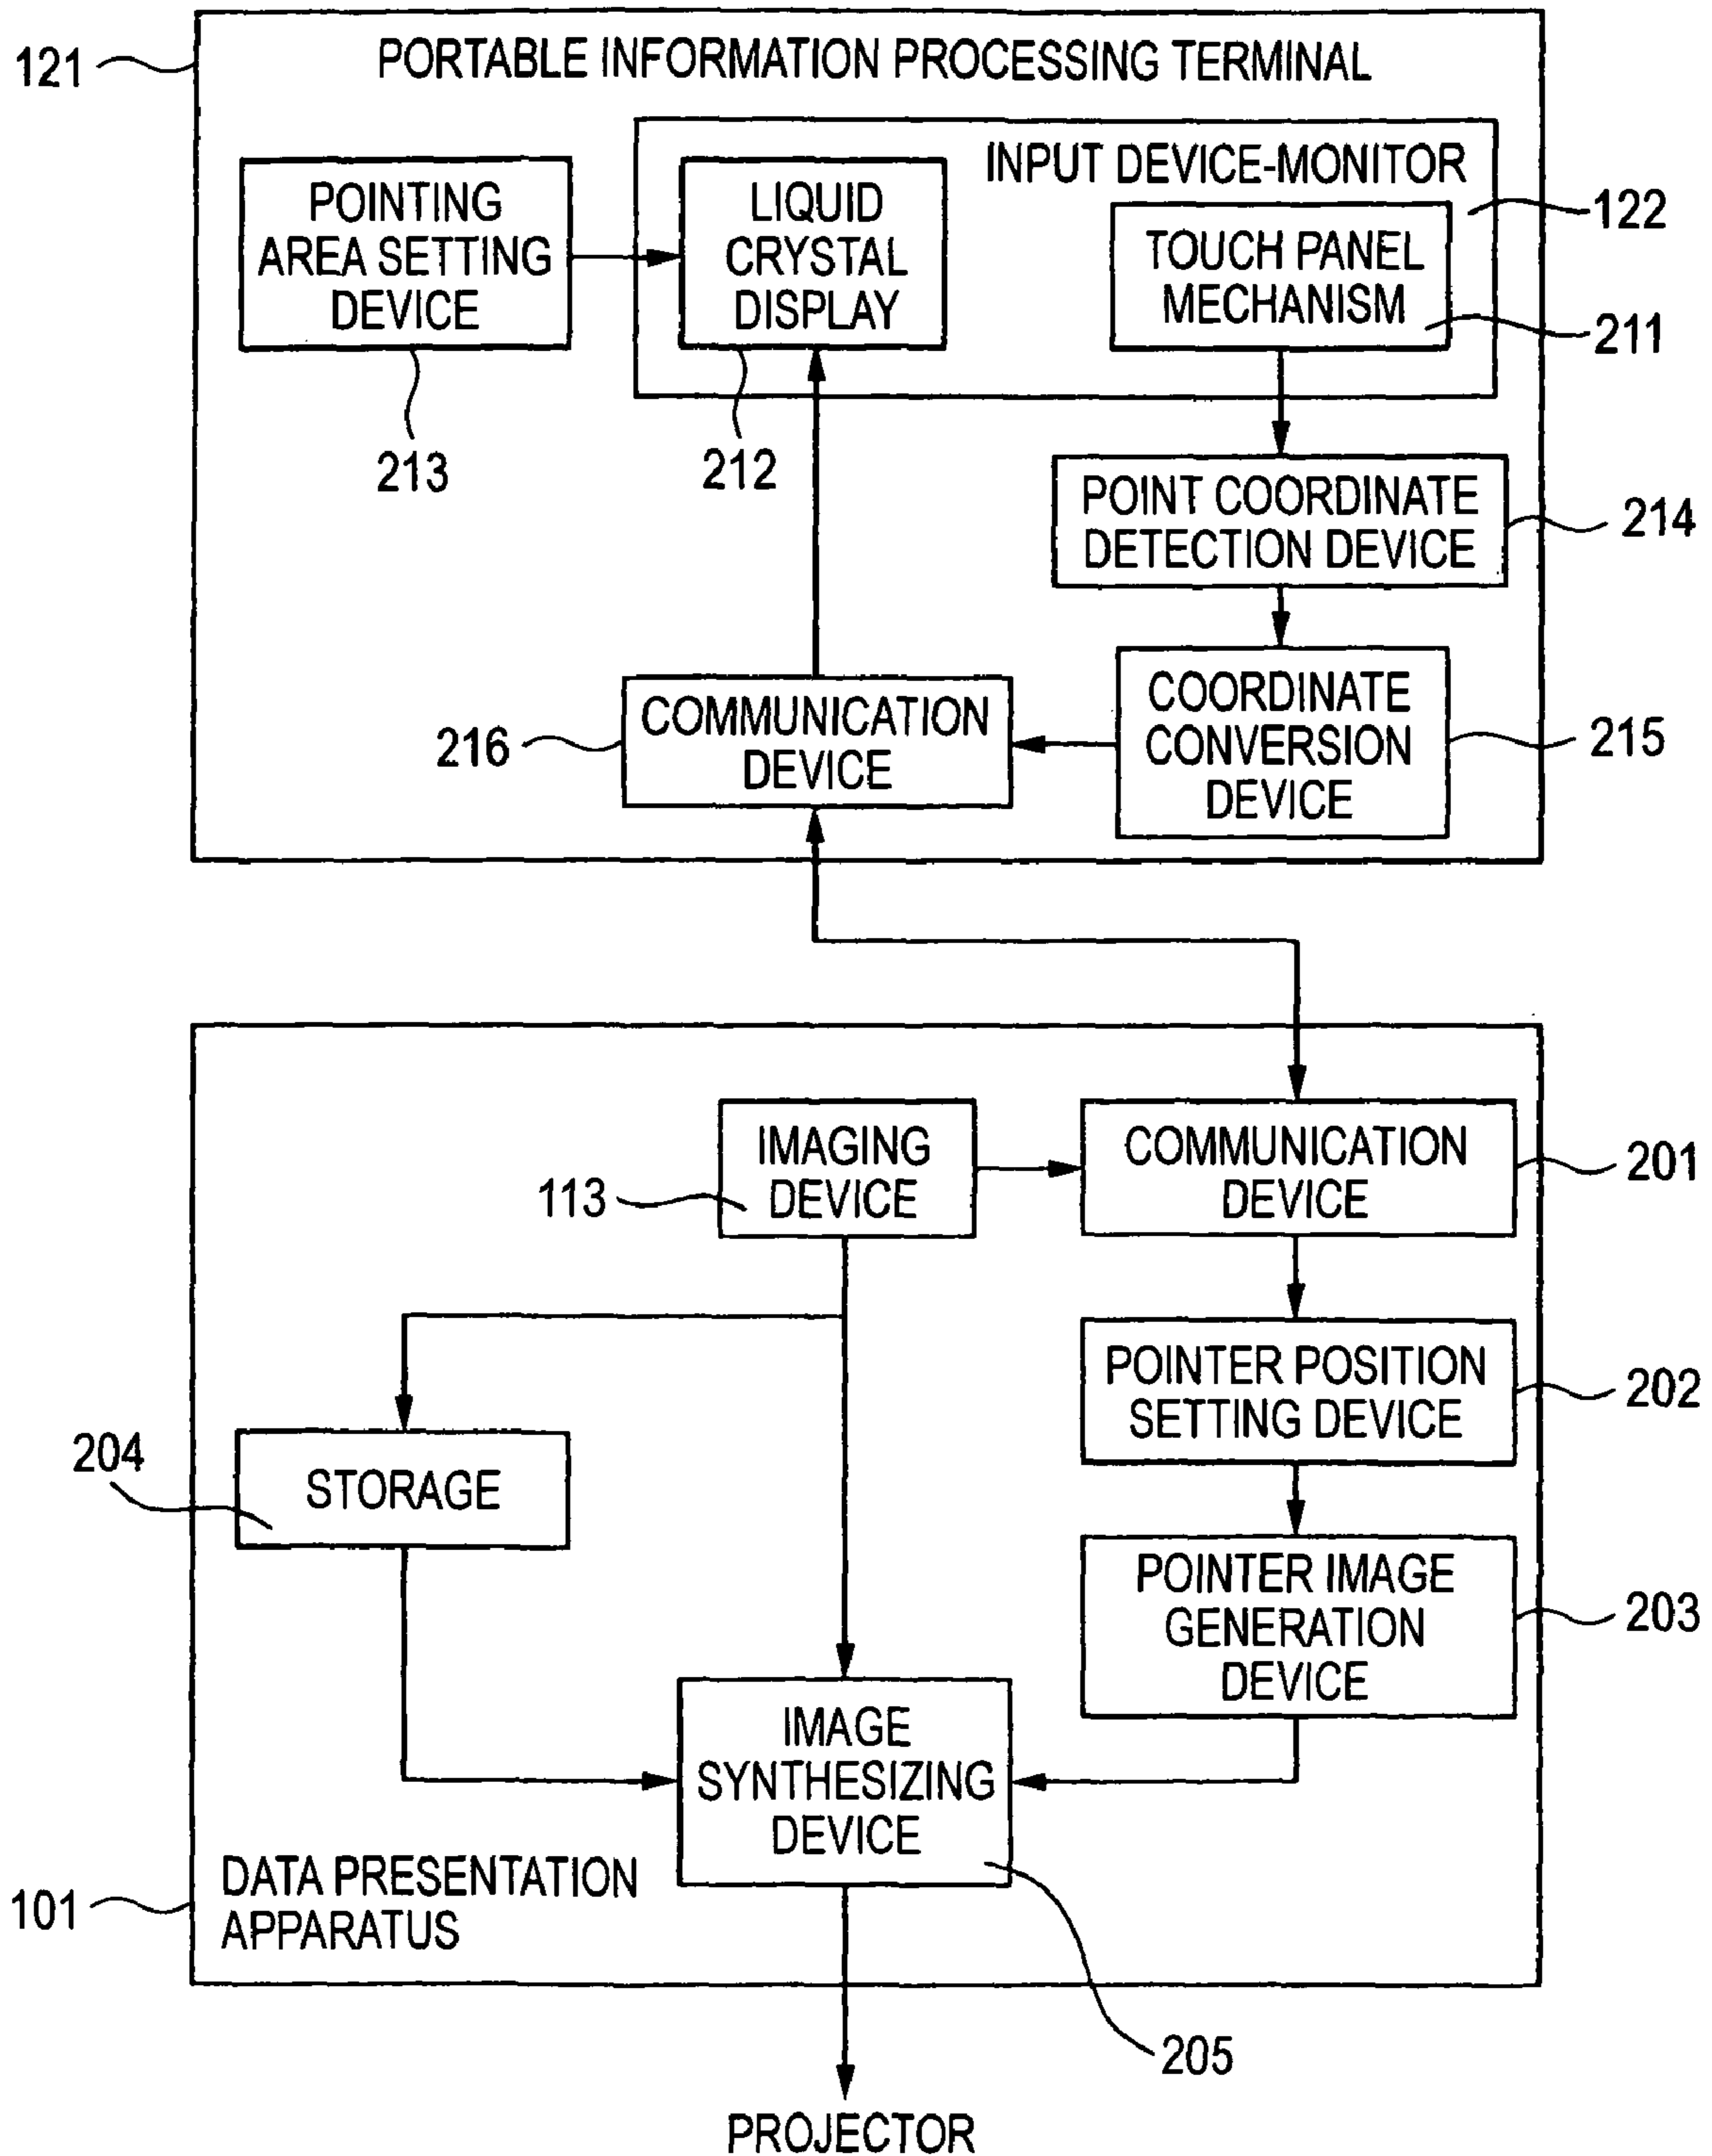 PORTABLE INFORMATION PROCESSING TERMINAL
121
INPUT DEVICE-MONITOR
122
POINTING
AREA SETTING
DEVICE
213
LIQUID
CRYSTAL
DISPLAY
212
TOUCH PANEL
MECHANISM
211
POINT COORDINATE
DETECTION DEVICE
214
COORDINATE
CONVERSION
DEVICE
215
COMMUNICATION
DEVICE
216
IMAGING
DEVICE
113
COMMUNICATION
DEVICE
201
POINTER POSITION
SETTING DEVICE
202
STORAGE
204
POINTER IMAGE
GENERATION
DEVICE
203
IMAGE
SYNTHESIZING
DEVICE
205
DATA PRESENTATION
APPARATUS
101
PROJECTOR